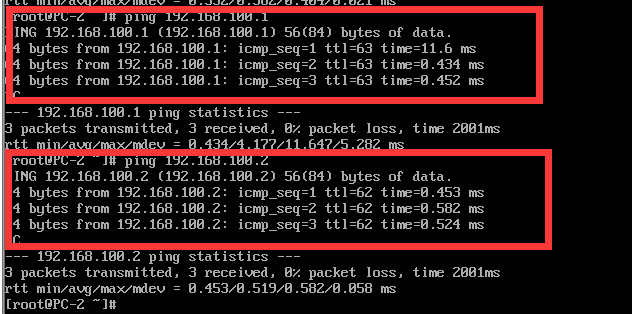 rtt min/avg/max/mdev = 0.332/0.362/0.404/0.021 ms
[root@PC-2 ~]# ping 192.168.100.1
ING 192.168.100.1 (192.168.100.1) 56(84) bytes of data.
4 bytes from 192.168.100.1: icmp_seq=1 ttl=63 time=11.6 ms
4 bytes from 192.168.100.1: icmp_seq=2 ttl=63 time=0.434 ms
4 bytes from 192.168.100.1: icmp_seq=3 ttl=63 time=0.452 ms
C
--- 192.168.100.1 ping statistics ---
3 packets transmitted, 3 received, 0% packet loss, time 2001ms
rtt min/avg/max/mdev = 0.434/4.177/11.647/5.282 ms
[root@PC-2 ~]# ping 192.168.100.2
ING 192.168.100.2 (192.168.100.2) 56(84) bytes of data.
4 bytes from 192.168.100.2: icmp_seq=1 ttl=62 time=0.453 ms
4 bytes from 192.168.100.2: icmp_seq=2 ttl=62 time=0.582 ms
4 bytes from 192.168.100.2: icmp_seq=3 ttl=62 time=0.524 ms
C
--- 192.168.100.2 ping statistics ---
3 packets transmitted, 3 received, 0% packet loss, time 2001ms
rtt min/avg/max/mdev = 0.453/0.519/0.582/0.058 ms
[root@PC-2 ~]#